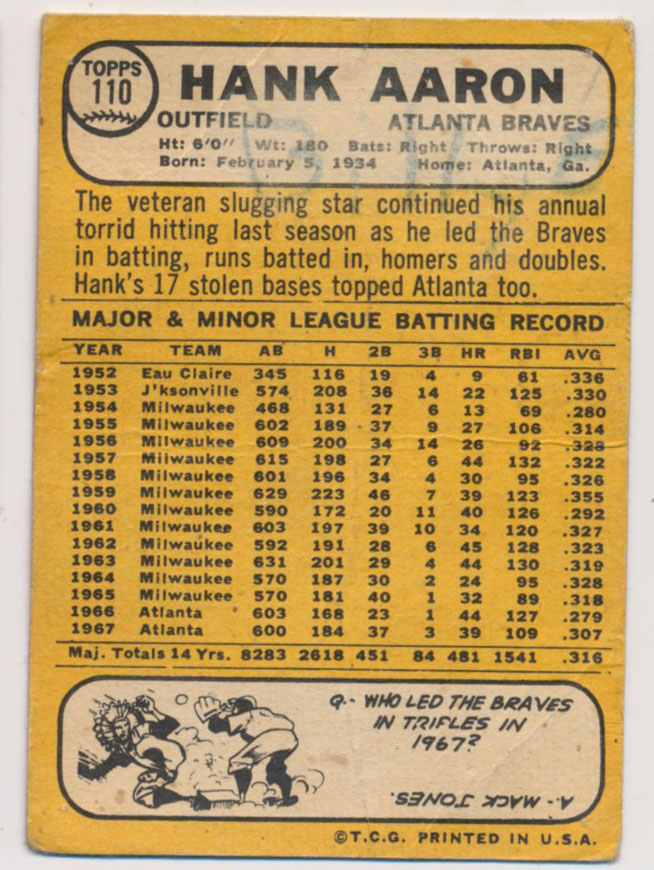 TOPPS
110
HANK AARON
OUTFIELD ATLANTA BRAVES
Ht: 6'0" Wt: 180 Bats: Right Throws: Right
Born: February 5, 1934 Home: Atlanta, Ga.
The veteran slugging star continued his annual
torrid hitting last season as he led the Braves
in batting, runs batted in, homers and doubles.
Hank's 17 stolen bases topped Atlanta too.
MAJOR & MINOR LEAGUE BATTING RECORD
YEAR TEAM AB H 2B 3B HR RBI AVG
1952 Eau Claire 345 116 19 4 9 61 .336
1953 J'ksonville 574 208 36 14 22 125 .330
1954 Milwaukee 468 131 27 6 13 69 .280
1955 Milwaukee 602 189 37 9 27 106 .314
1956 Milwaukee 609 200 34 14 26 92 .328
1957 Milwaukee 615 198 27 6 44 132 .322
1958 Milwaukee 601 196 34 4 30 95 .326
1959 Milwaukee 629 223 46 7 39 123 .355
1960 Milwaukee 590 172 20 11 40 126 .292
1961 Milwaukee 603 197 39 10 34 120 .327
1962 Milwaukee 592 191 28 6 45 128 .323
1963 Milwaukee 631 201 29 4 44 130 .319
1964 Milwaukee 570 187 30 2 24 95 .328
1965 Milwaukee 570 181 40 1 32 89 .318
1966 Atlanta 603 168 23 1 44 127 .279
1967 Atlanta 600 184 37 3 39 109 .307
Maj. Totals 14 Yrs. 8283 2618 451 84 481 1541 .316
Q-- WHO LED THE BRAVES
IN TRIPLES IN
1967?
A-- MACK JONES.
©T.C.G. PRINTED IN U.S.A.